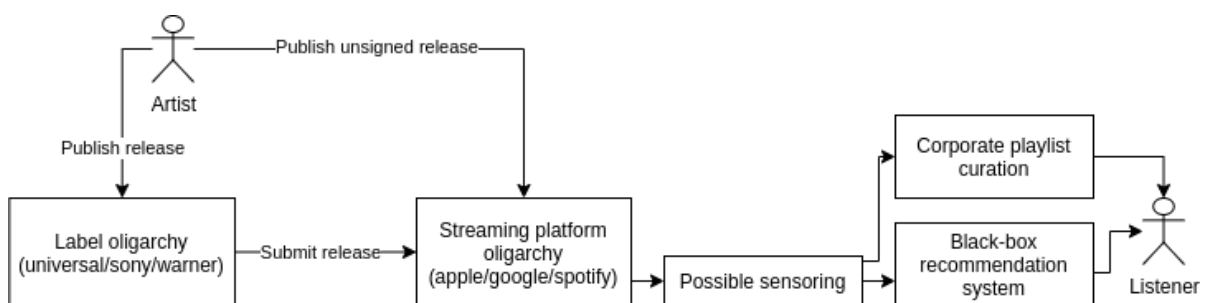 Publish unsigned release
Artist
Publish release
Label oligarchy
(universal/sony/warner)
Submit release
Streaming platform
oligarchy
(apple/google/spotify)
Possible sensoring
Corporate playlist
curation
Black-box
recommendation
system
Listener